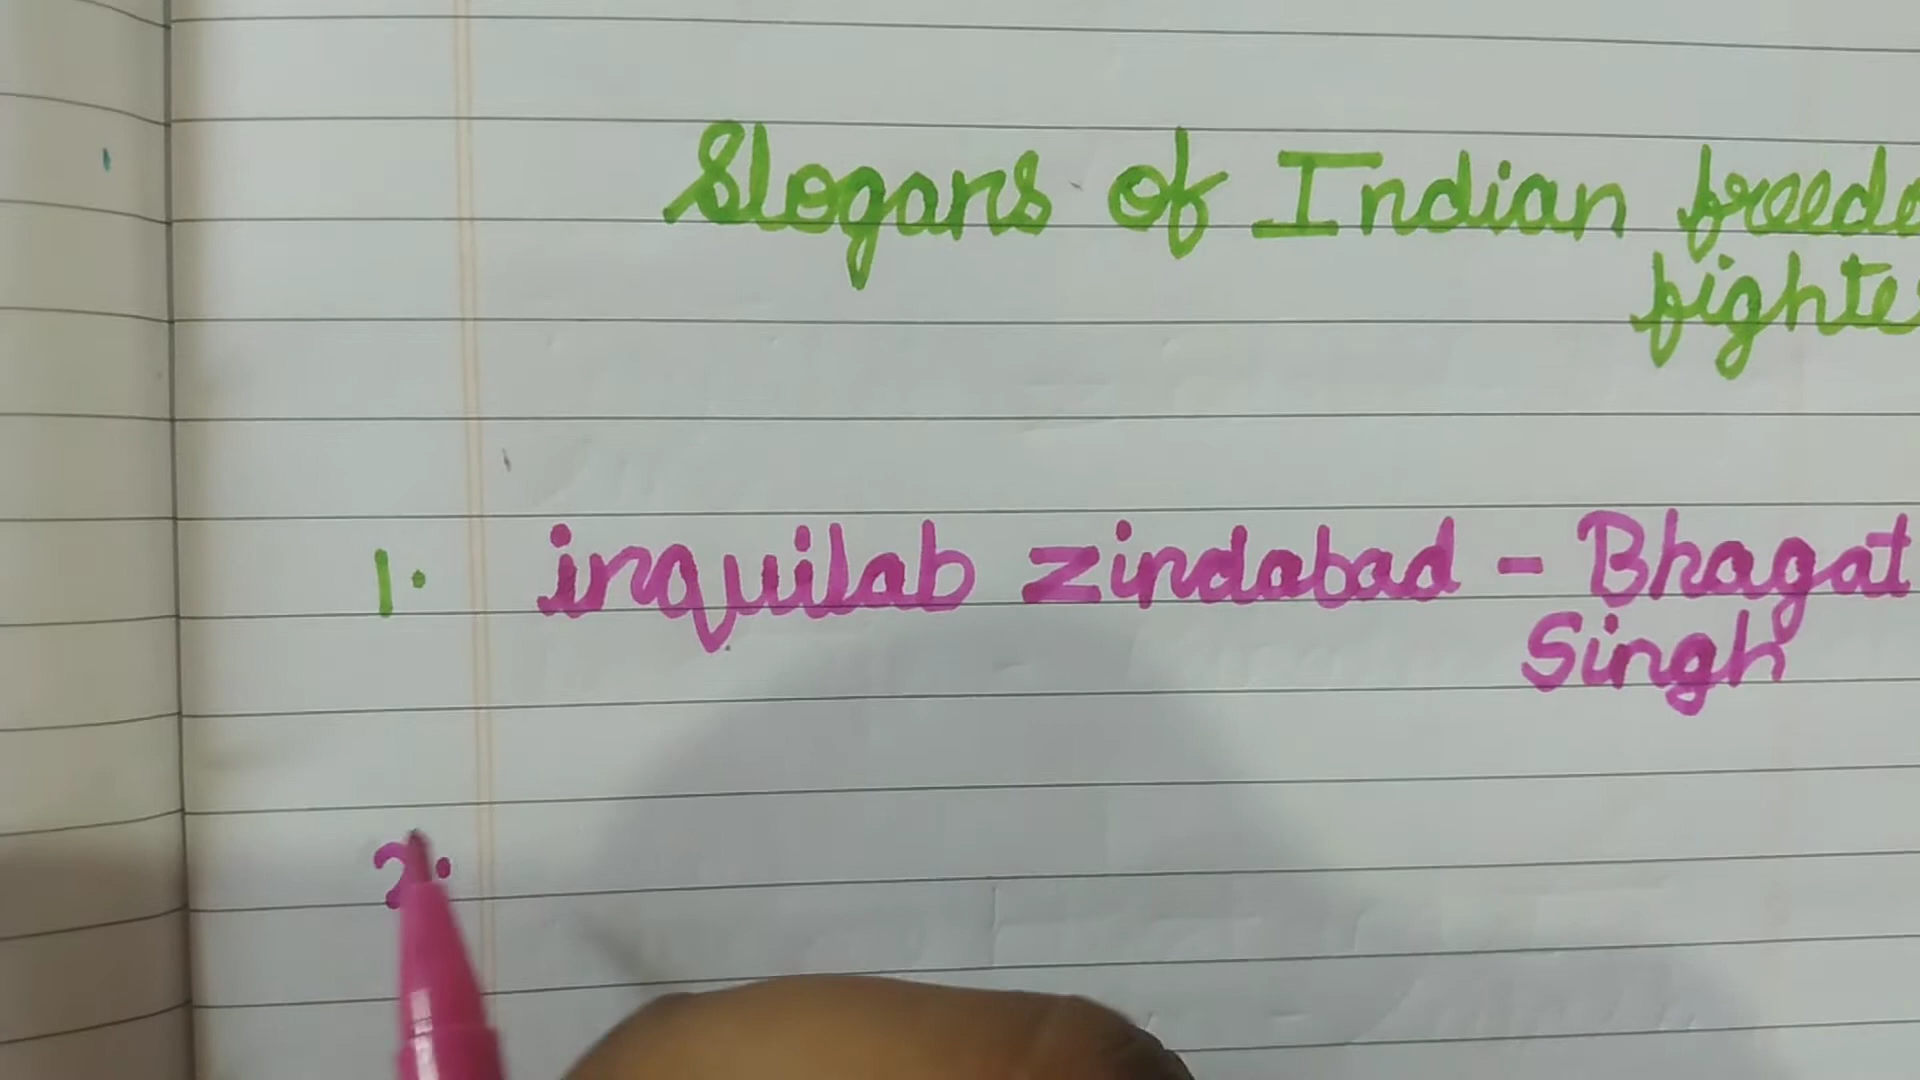 Slogans of Indian
1. inquilab zindabad - Bhagat
Singh
2.